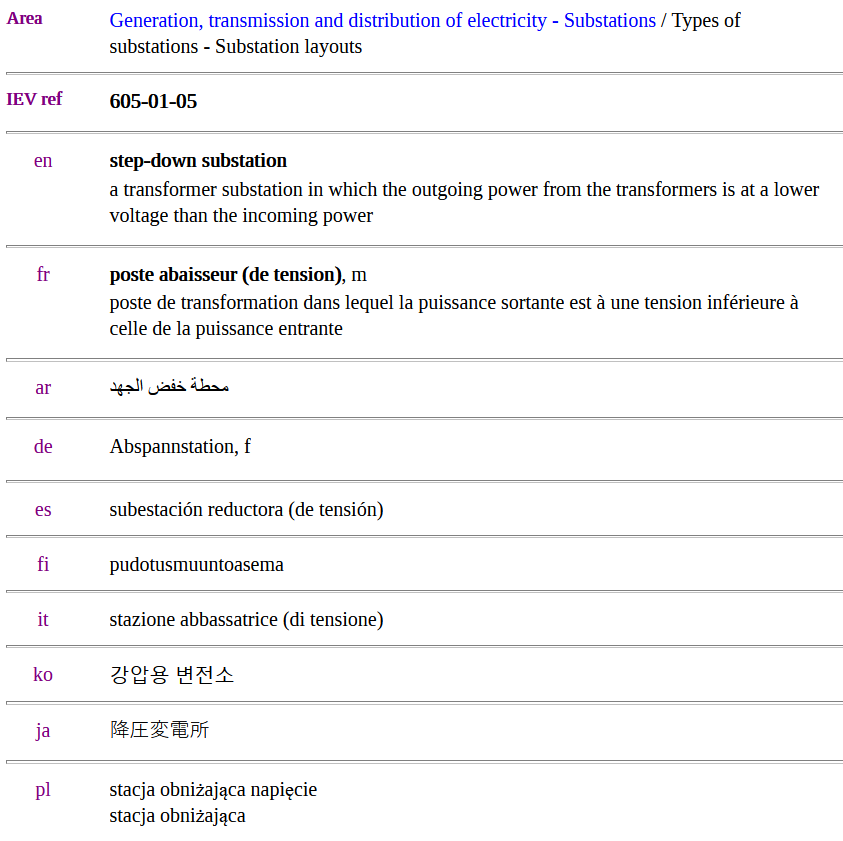 Area
Generation, transmission and distribution of electricity - Substations / Types of
substations - Substation layouts
IEV ref
605-01-05
en
step-down substation
a transformer substation in which the outgoing power from the transformers is at a lower
voltage than the incoming power
fr
poste abaisseur (de tension), m
poste de transformation dans lequel la puissance sortante est à une tension inférieure à
celle de la puissance entrante
ar
محطة خفض الجهد
de
Abspannstation, f
es
subestación reductora (de tensión)
fi
pudotusmuuntoasema
it
stazione abbassatrice (di tensione)
ko
강압용 변전소
ja
降圧変電所
pl
stacja obniżająca napięcie
stacja obniżająca